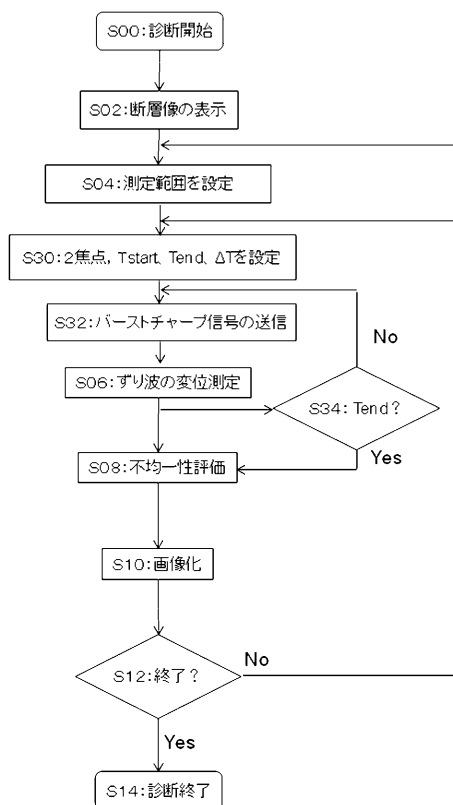 S00:診断開始
S02:断層像の表示
S04:測定範囲を設定
S30:2焦点，Tstart、Tend、ΔTを設定
S32:バーストチャープ信号の送信
No
S06:ずり波の変位測定
S34:Tend?
Yes
S08:不均一性評価
S10:画像化
S12:終了?
No
Yes
S14:診断終了